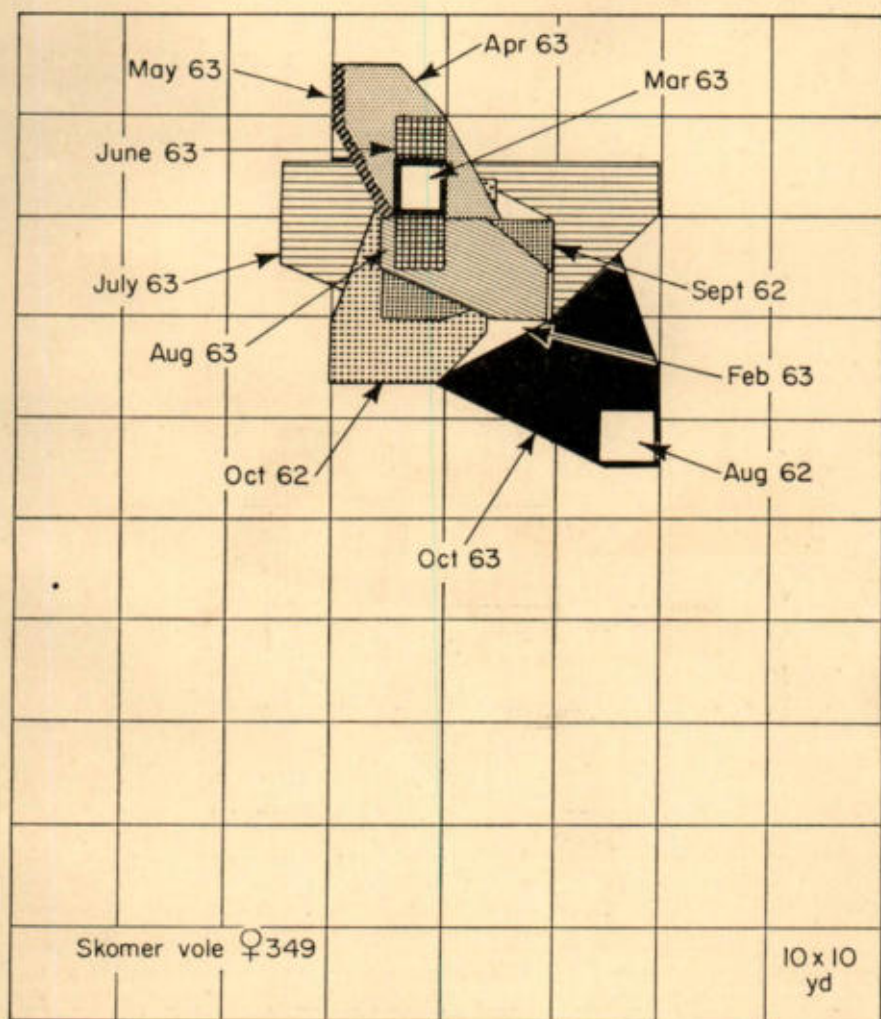 Apr 63
May 63
Mar 63
June 63
July 63
Sept 62
Aug 63
Feb 63
Oct 62
Aug 62
Oct 63
Skomer vole ♀349
10 x 10
yd